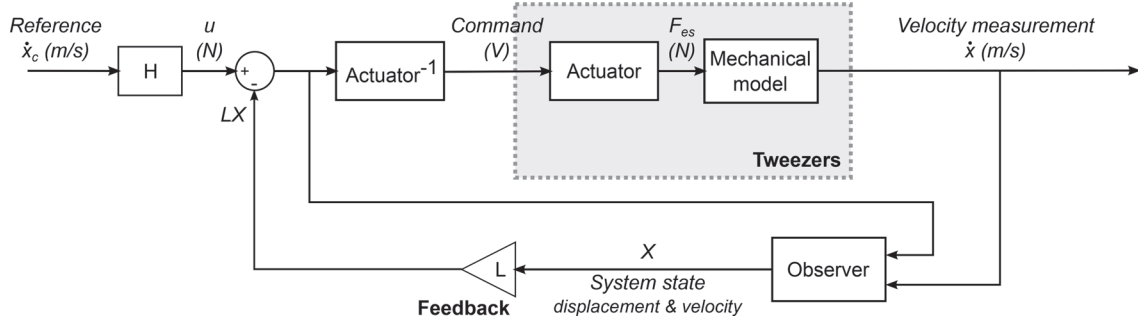 Reference
ẋc (m/s)
H
u
(N)
+
-
LX
Actuator-1
Command
(V)
Actuator
Fes
(N)
Mechanical
model
Tweezers
Velocity measurement
ẋ (m/s)
Observer
X
System state
displacement & velocity
L
Feedback